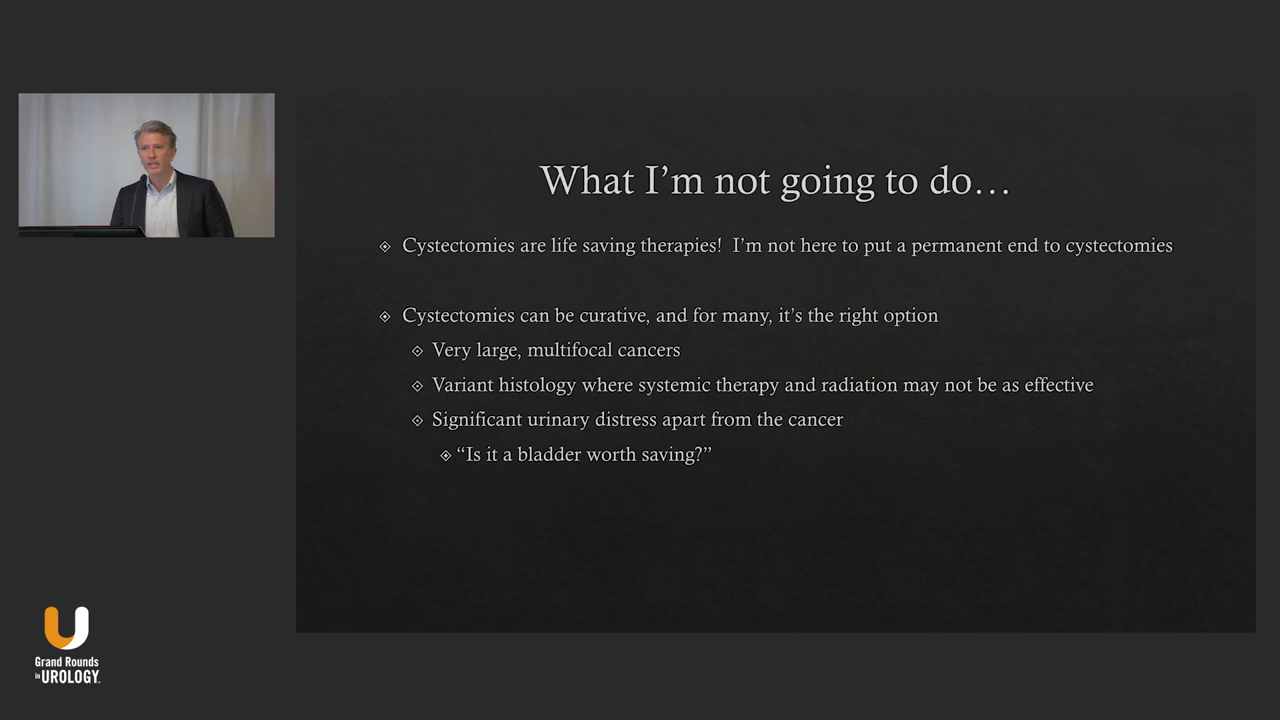 What I'm not going to do…
Cystectomies are life saving therapies!  I'm not here to put a permanent end to cystectomies
Cystectomies can be curative, and for many, it's the right option
Very large, multifocal cancers
Variant histology where systemic therapy and radiation may not be as effective
Significant urinary distress apart from the cancer
“Is it a bladder worth saving?”
Grand Rounds
in UROLOGY